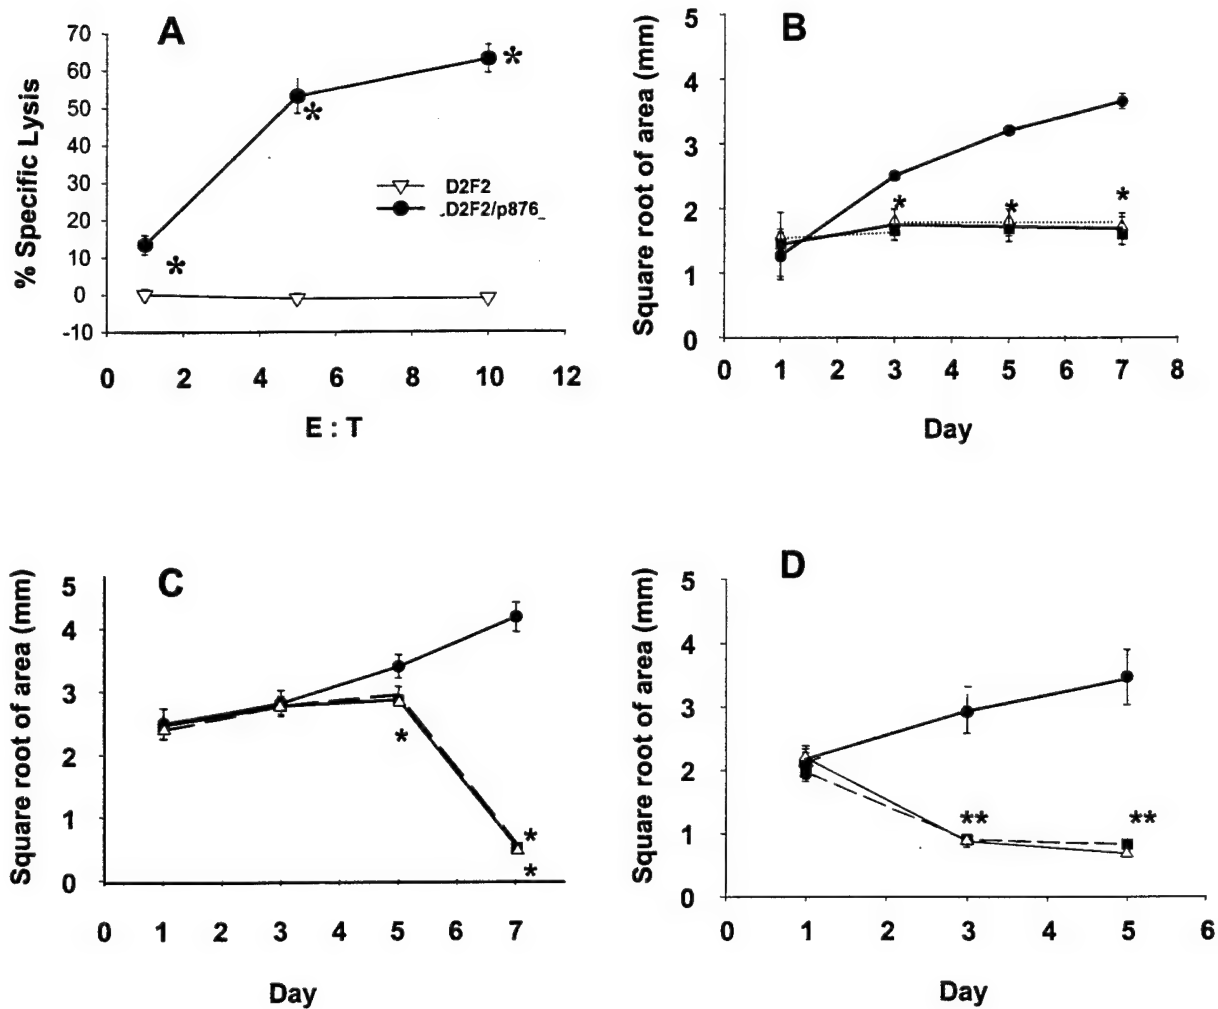 A
% Specific Lysis
70
60
50
40
30
20
10
0
-10
*
*
*
D2F2
.D2F2/p876_
0 2 4 6 8 10 12
E : T
B
Square root of area (mm)
5
4
3
2
1
0
* * *
0 1 2 3 4 5 6 7 8
Day
C
Square root of area (mm)
5
4
3
2
1
0
*
*
*
0 1 2 3 4 5 6 7
Day
D
Square root of area (mm)
5
4
3
2
1
0
** **
0 1 2 3 4 5 6
Day